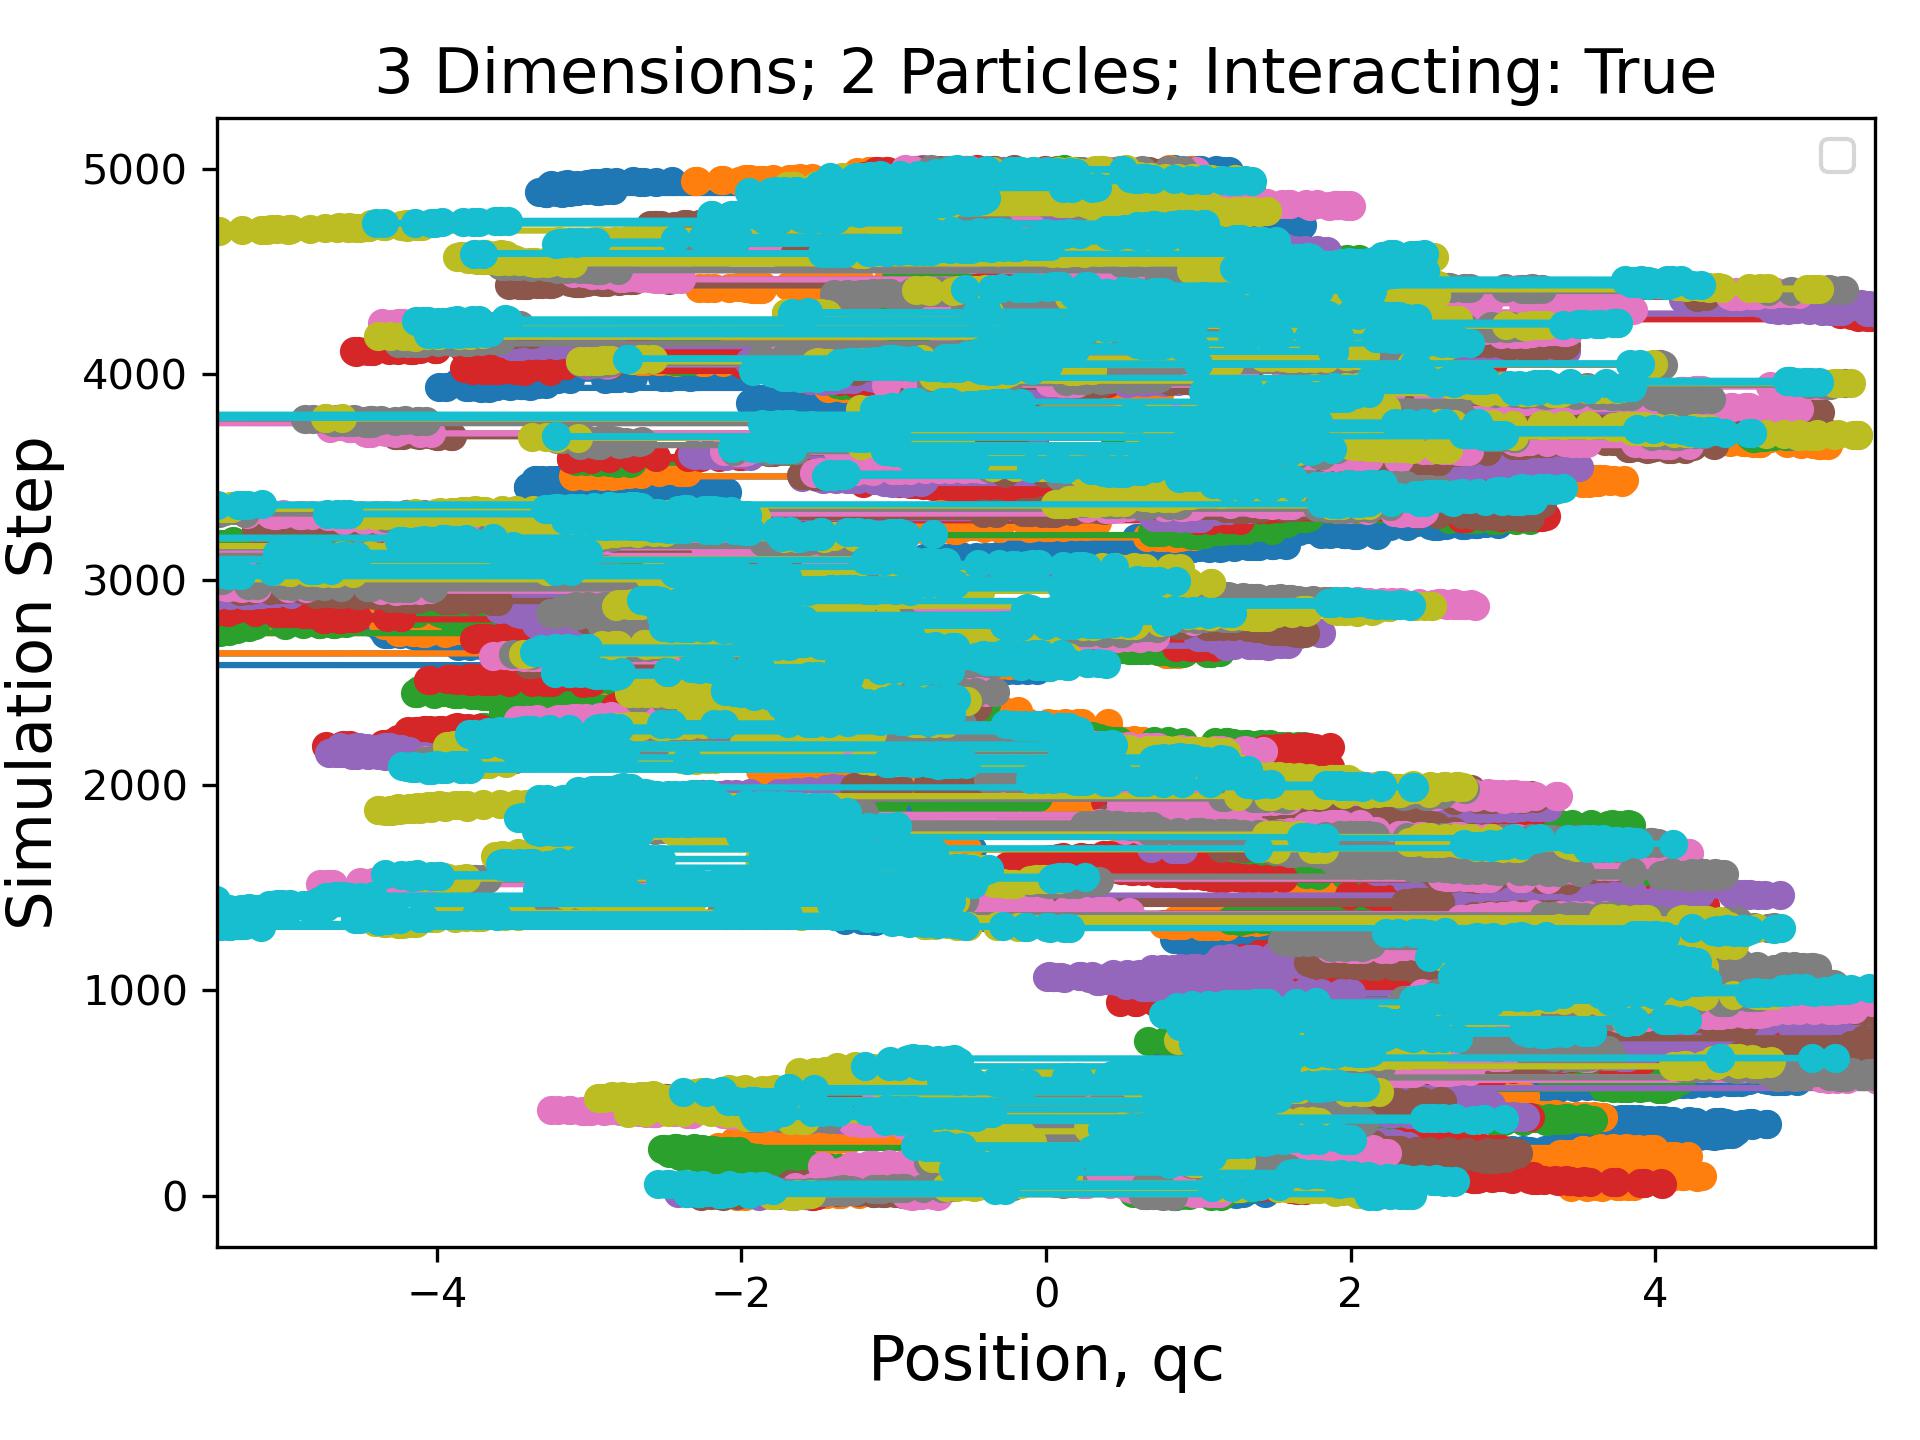 3 Dimensions; 2 Particles; Interacting: True
Simulation Step
5000
4000
3000
2000
1000
0
−4 −2 0 2 4
Position, qc